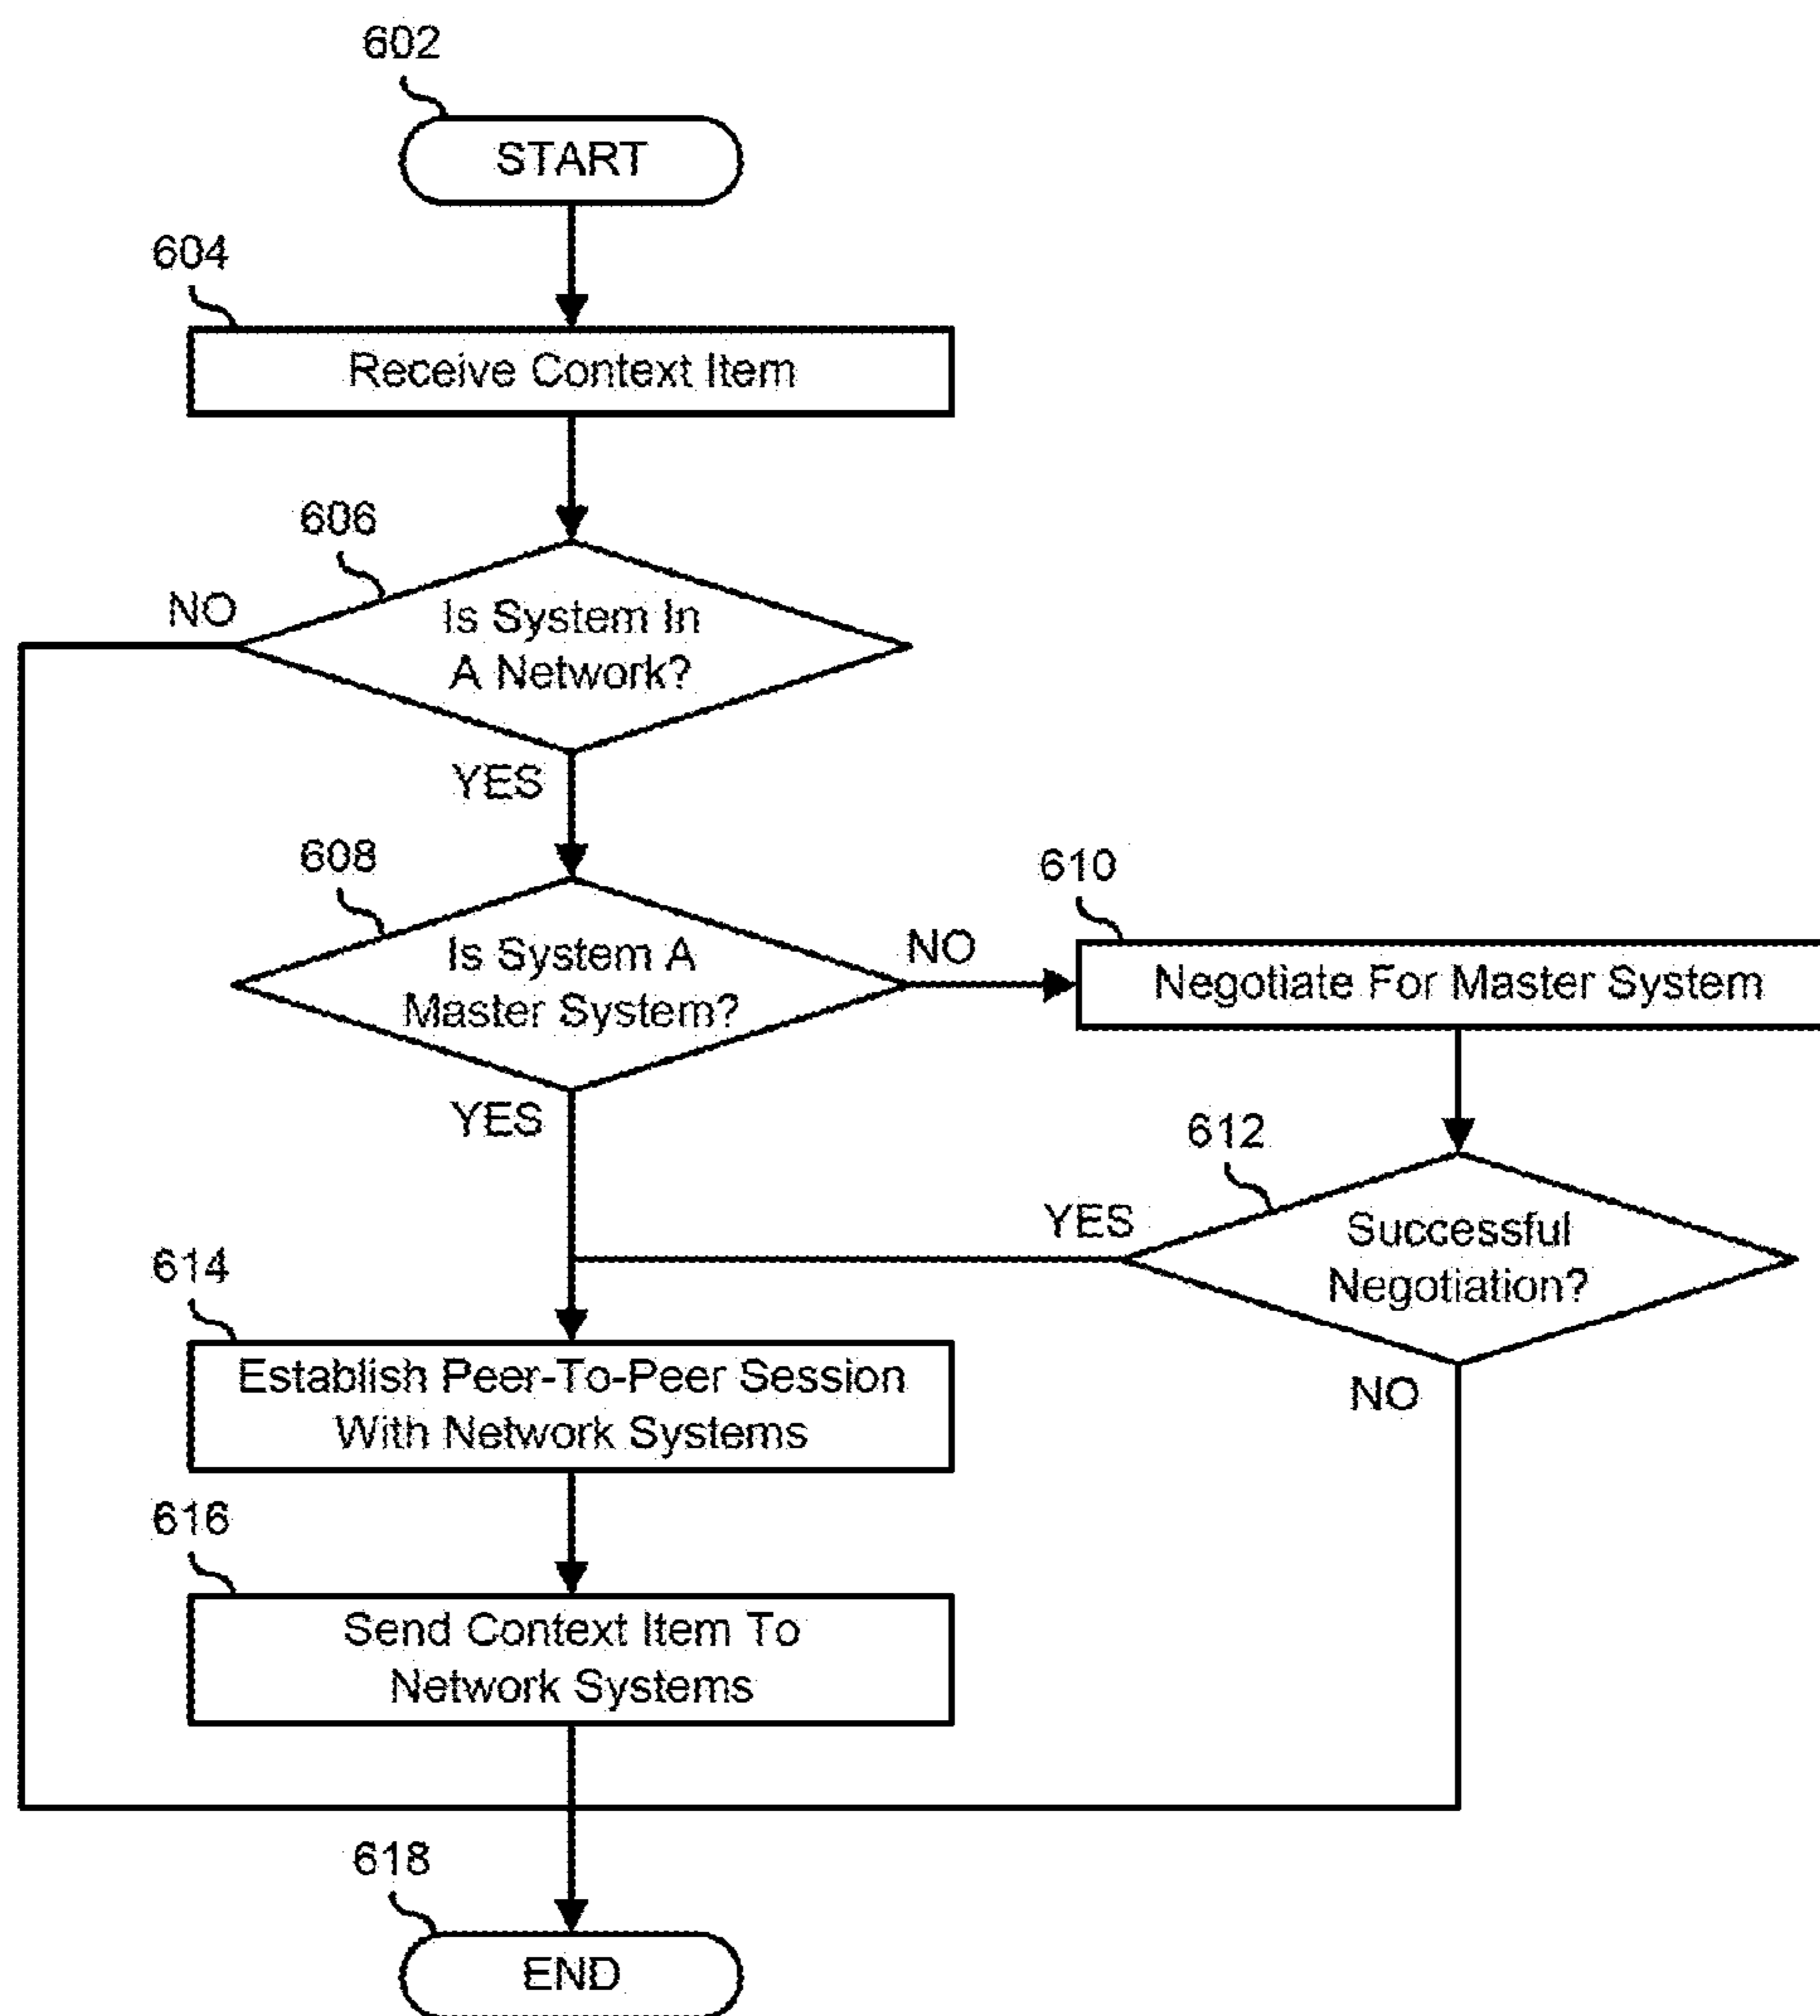 602
START
604
Receive Context Item
606
NO
Is System In
A Network?
YES
608
Is System A
Master System?
NO
610
Negotiate For Master System
YES
612
Successful
Negotiation?
YES
NO
614
Establish Peer-To-Peer Session
With Network Systems
616
Send Context Item To
Network Systems
618
END